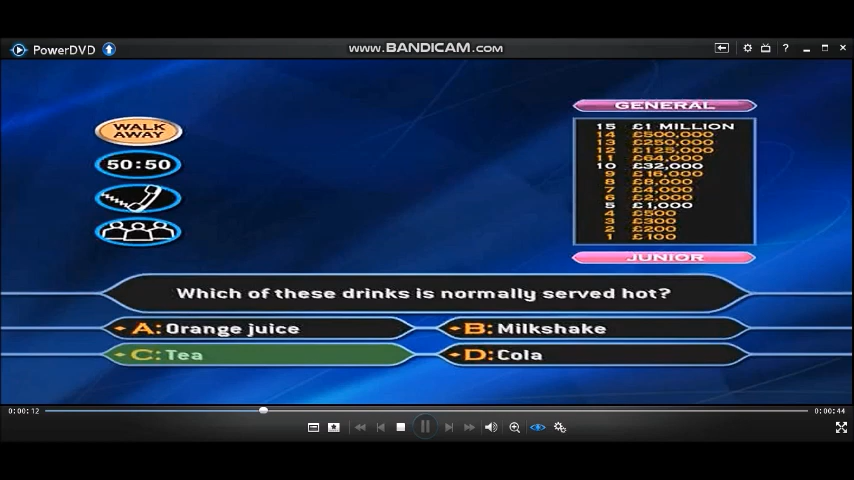 PowerDVD
www.BANDICAM.com
?
WALK
AWAY
50:50
GENERAL
15 £1 MILLION
14 £500,000
13 £250,000
12 £125,000
11 £64,000
10 £32,000
9 £16,000
8 £8,000
7 £4,000
6 £2,000
5 £1,000
4 £500
3 £300
2 £200
1 £100
JUNIOR
Which of these drinks is normally served hot?
A: Orange juice
B: Milkshake
C: Tea
D: Cola
0:00:12
0:00:44